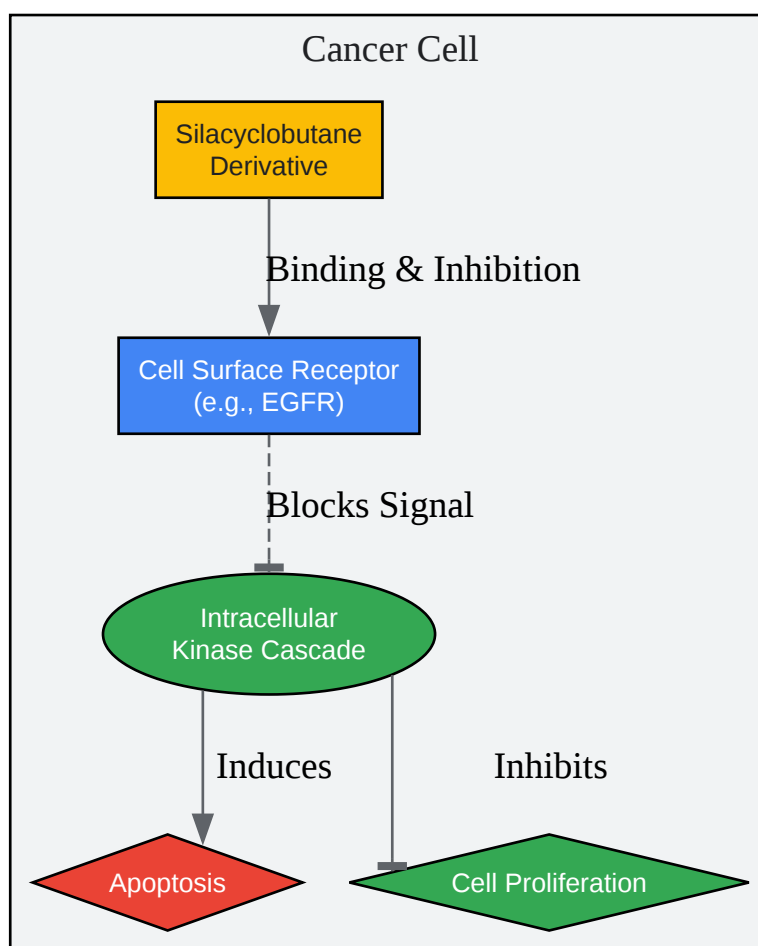 Cancer Cell
Silacyclobutane
Derivative
Binding & Inhibition
Cell Surface Receptor
(e.g., EGFR)
Blocks Signal
Intracellular
Kinase Cascade
Induces
Inhibits
Apoptosis
Cell Proliferation